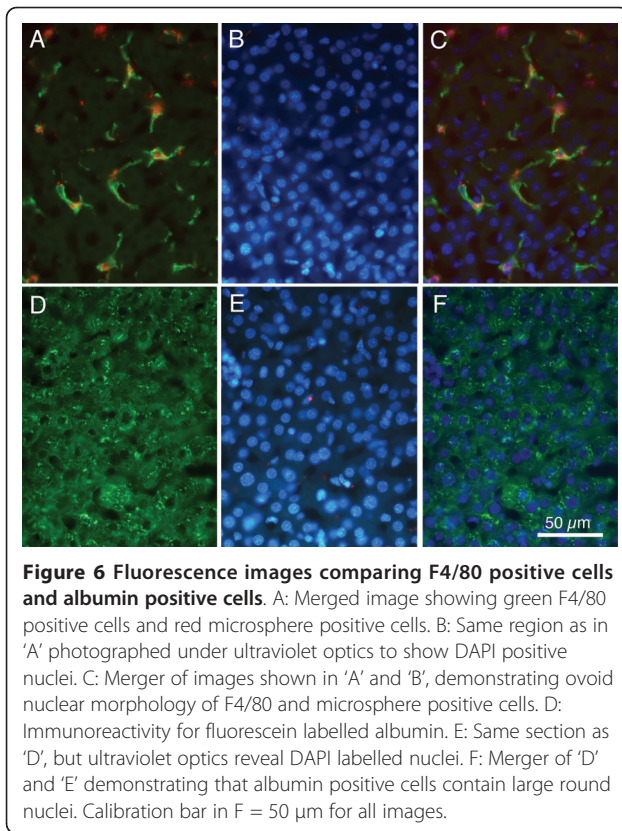 A
B
C
D
E
F
50 µm
Figure 6 Fluorescence images comparing F4/80 positive cells
and albumin positive cells. A: Merged image showing green F4/80
positive cells and red microsphere positive cells. B: Same region as in
‘A’ photographed under ultraviolet optics to show DAPI positive
nuclei. C: Merger of images shown in ‘A’ and ‘B’, demonstrating ovoid
nuclear morphology of F4/80 and microsphere positive cells. D:
Immunoreactivity for fluorescein labelled albumin. E: Same section as
‘D’, but ultraviolet optics reveal DAPI labelled nuclei. F: Merger of ‘D’
and ‘E’ demonstrating that albumin positive cells contain large round
nuclei. Calibration bar in F = 50 µm for all images.